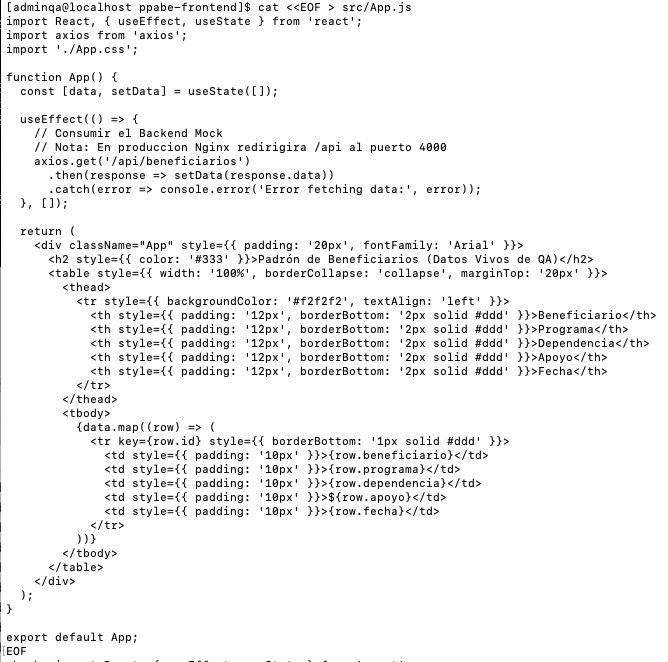 [adminqa@localhost ppabe-frontend]$ cat <<EOF > src/App.js
import React, { useEffect, useState } from 'react';
import axios from 'axios';
import './App.css';

function App() {
  const [data, setData] = useState([]);

  useEffect(() => {
    // Consumir el Backend Mock
    // Nota: En produccion Nginx redirigira /api al puerto 4000
    axios.get('/api/beneficiarios')
      .then(response => setData(response.data))
      .catch(error => console.error('Error fetching data:', error));
  }, []);

  return (
    <div className="App" style={{ padding: '20px', fontFamily: 'Arial' }}>
      <h2 style={{ color: '#333' }}>Padrón de Beneficiarios (Datos Vivos de QA)</h2>
      <table style={{ width: '100%', borderCollapse: 'collapse', marginTop: '20px' }}>
        <thead>
          <tr style={{ backgroundColor: '#f2f2f2', textAlign: 'left' }}>
            <th style={{ padding: '12px', borderBottom: '2px solid #ddd' }}>Beneficiario</th>
            <th style={{ padding: '12px', borderBottom: '2px solid #ddd' }}>Programa</th>
            <th style={{ padding: '12px', borderBottom: '2px solid #ddd' }}>Dependencia</th>
            <th style={{ padding: '12px', borderBottom: '2px solid #ddd' }}>Apoyo</th>
            <th style={{ padding: '12px', borderBottom: '2px solid #ddd' }}>Fecha</th>
          </tr>
        </thead>
        <tbody>
          {data.map((row) => (
            <tr key={row.id} style={{ borderBottom: '1px solid #ddd' }}>
              <td style={{ padding: '10px' }}>{row.beneficiario}</td>
              <td style={{ padding: '10px' }}>{row.programa}</td>
              <td style={{ padding: '10px' }}>{row.dependencia}</td>
              <td style={{ padding: '10px' }}>${row.apoyo}</td>
              <td style={{ padding: '10px' }}>{row.fecha}</td>
            </tr>
          ))}
        </tbody>
      </table>
    </div>
  );
}

export default App;
EOF